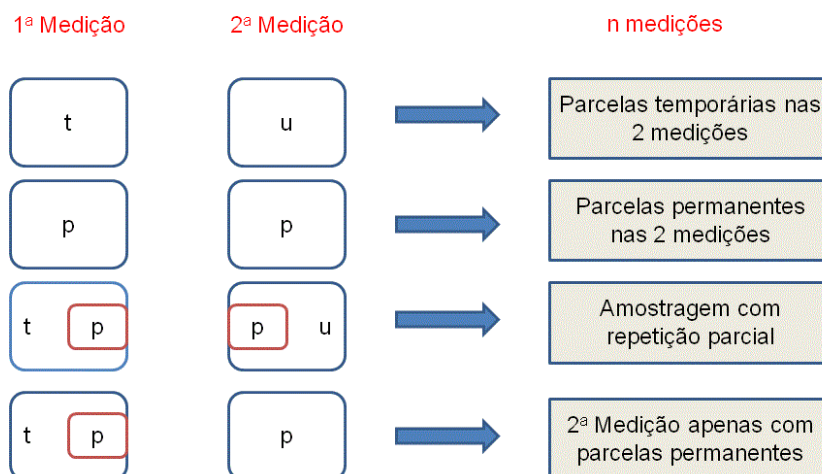 1ª Medição
2ª Medição
n medições
t
u
Parcelas temporárias nas
2 medições
p
p
Parcelas permanentes
nas 2 medições
t
p
p
u
Amostragem com
repetição parcial
t
p
p
2ª Medição apenas com
parcelas permanentes